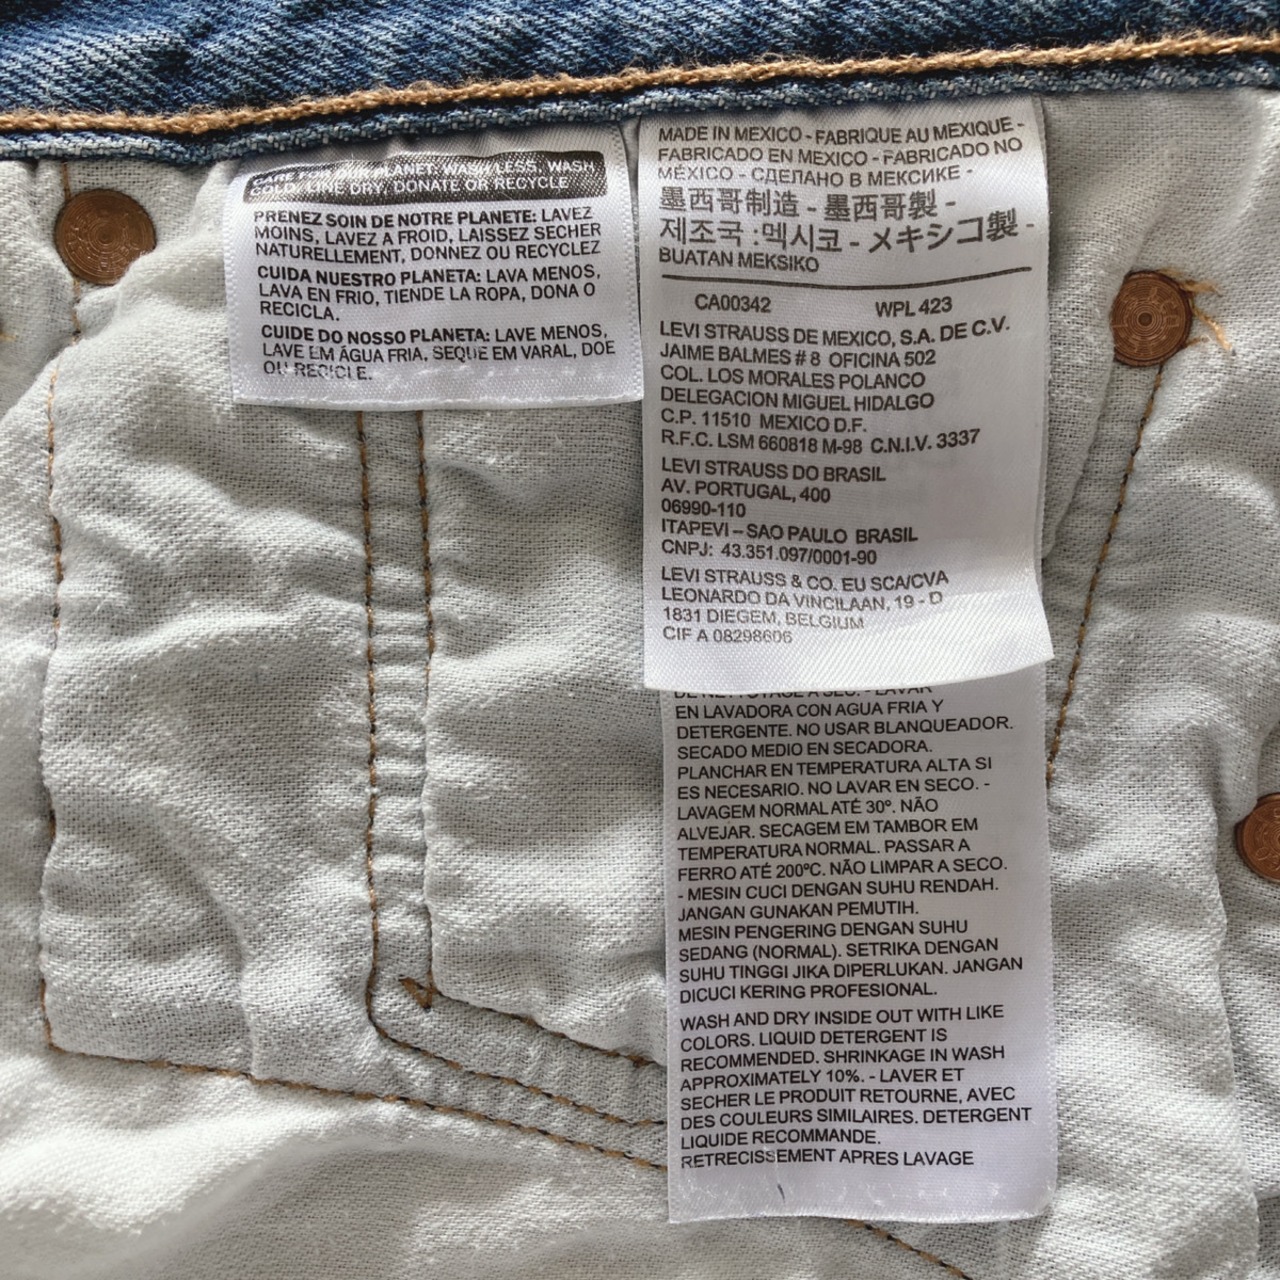 CARE FOR OUR PLANET: WASH LESS, WASH
COLD, LINE DRY, DONATE OR RECYCLE
PRENEZ SOIN DE NOTRE PLANETE: LAVEZ
MOINS, LAVEZ A FROID, LAISSEZ SECHER
NATURELLEMENT, DONNEZ OU RECYCLEZ
CUIDA NUESTRO PLANETA: LAVA MENOS,
LAVA EN FRIO, TIENDE LA ROPA, DONA O
RECICLA.
CUIDE DO NOSSO PLANETA: LAVE MENOS,
LAVE EM ÁGUA FRIA, SEQUE EM VARAL, DOE
OU RECICLE.
MADE IN MEXICO - FABRIQUE AU MEXIQUE -
FABRICADO EN MEXICO - FABRICADO NO
MÉXICO - СДЕЛАНО В МЕКСИКЕ -
墨西哥制造 - 墨西哥製 -
제조국 :멕시코 - メキシコ製 -
BUATAN MEKSIKO
CA00342 WPL 423
LEVI STRAUSS DE MEXICO, S.A. DE C.V.
JAIME BALMES # 8 OFICINA 502
COL. LOS MORALES POLANCO
DELEGACION MIGUEL HIDALGO
C.P. 11510 MEXICO D.F.
R.F.C. LSM 660818 M-98 C.N.I.V. 3337
LEVI STRAUSS DO BRASIL
AV. PORTUGAL, 400
06990-110
ITAPEVI – SAO PAULO BRASIL
CNPJ: 43.351.097/0001-90
LEVI STRAUSS & CO. EU SCA/CVA
LEONARDO DA VINCILAAN, 19 - D
1831 DIEGEM, BELGIUM
CIF A 08298606
DE NETTOYAGE A SEC. - LAVAR
EN LAVADORA CON AGUA FRIA Y
DETERGENTE. NO USAR BLANQUEADOR.
SECADO MEDIO EN SECADORA.
PLANCHAR EN TEMPERATURA ALTA SI
ES NECESARIO. NO LAVAR EN SECO. -
LAVAGEM NORMAL ATÉ 30º. NÃO
ALVEJAR. SECAGEM EM TAMBOR EM
TEMPERATURA NORMAL. PASSAR A
FERRO ATÉ 200ºC. NÃO LIMPAR A SECO.
- MESIN CUCI DENGAN SUHU RENDAH.
JANGAN GUNAKAN PEMUTIH.
MESIN PENGERING DENGAN SUHU
SEDANG (NORMAL). SETRIKA DENGAN
SUHU TINGGI JIKA DIPERLUKAN. JANGAN
DICUCI KERING PROFESIONAL.
WASH AND DRY INSIDE OUT WITH LIKE
COLORS. LIQUID DETERGENT IS
RECOMMENDED. SHRINKAGE IN WASH
APPROXIMATELY 10%. - LAVER ET
SECHER LE PRODUIT RETOURNE, AVEC
DES COULEURS SIMILAIRES. DETERGENT
LIQUIDE RECOMMANDE.
RETRECISSEMENT APRES LAVAGE